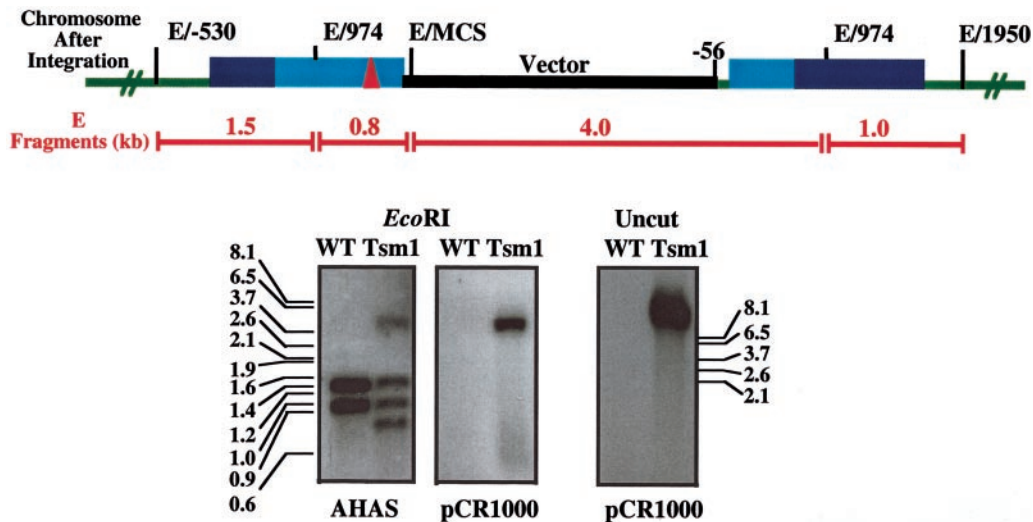 Chromosome
After
Integration
E/-530
E/974
E/MCS
-56
E/974
E/1950
Vector
E
Fragments (kb)
1.5
0.8
4.0
1.0
EcoRI
Uncut
WT Tsm1
WT Tsm1
WT Tsm1
8.1
6.5
3.7
2.6
2.1
1.9
1.6
1.4
1.2
1.0
0.9
0.6
8.1
6.5
3.7
2.6
2.1
AHAS
pCR1000
pCR1000